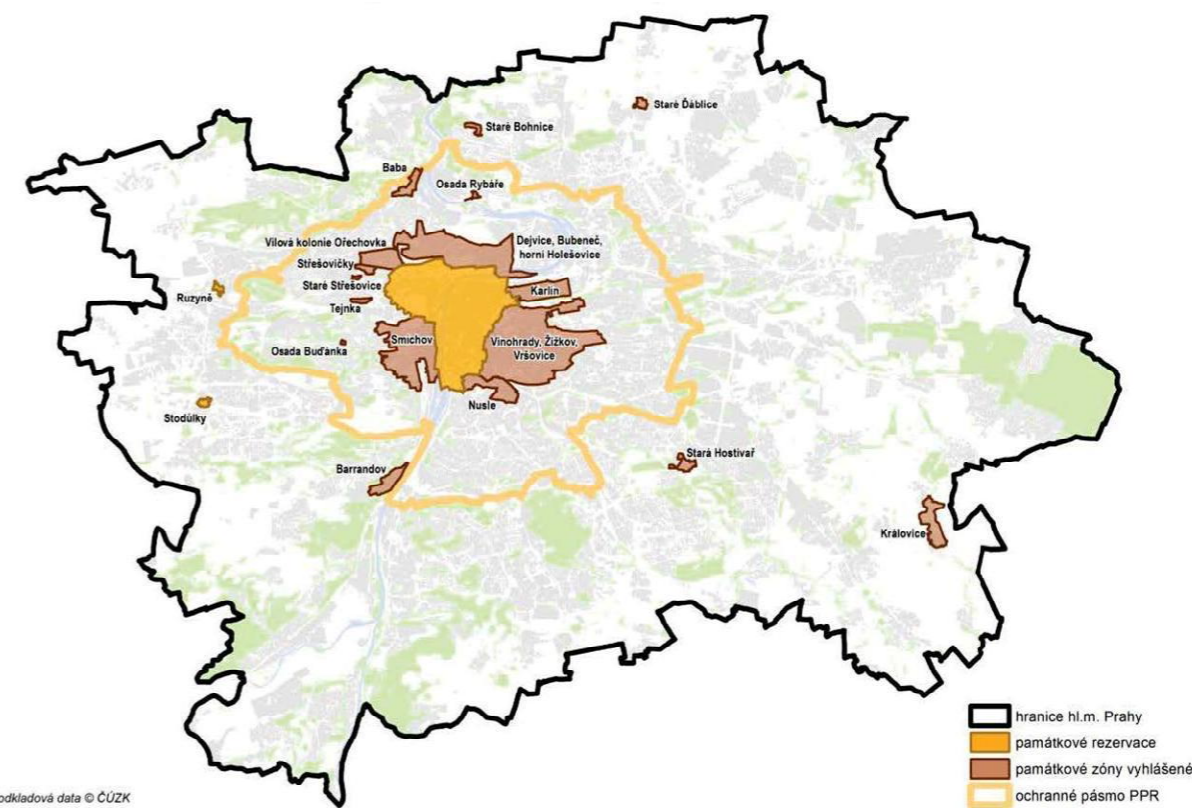 Staré Ďáblice
Staré Bohnice
Baba
Osada Rybáře
Vilová kolonie Ořechovka
Dejvice, Bubeneč,
horní Holešovice
Střešovičky
Staré Střešovice
Ruzyně
Karlín
Tejnka
Smíchov
Vinohrady, Žižkov,
Vršovice
Osada Buďánka
Stodůlky
Nusle
Stará Hostivař
Barrandov
Královice
hranice hl.m. Prahy
památkové rezervace
památkové zóny vyhlášené
ochranné pásmo PPR
odkladová data © ČÚZK